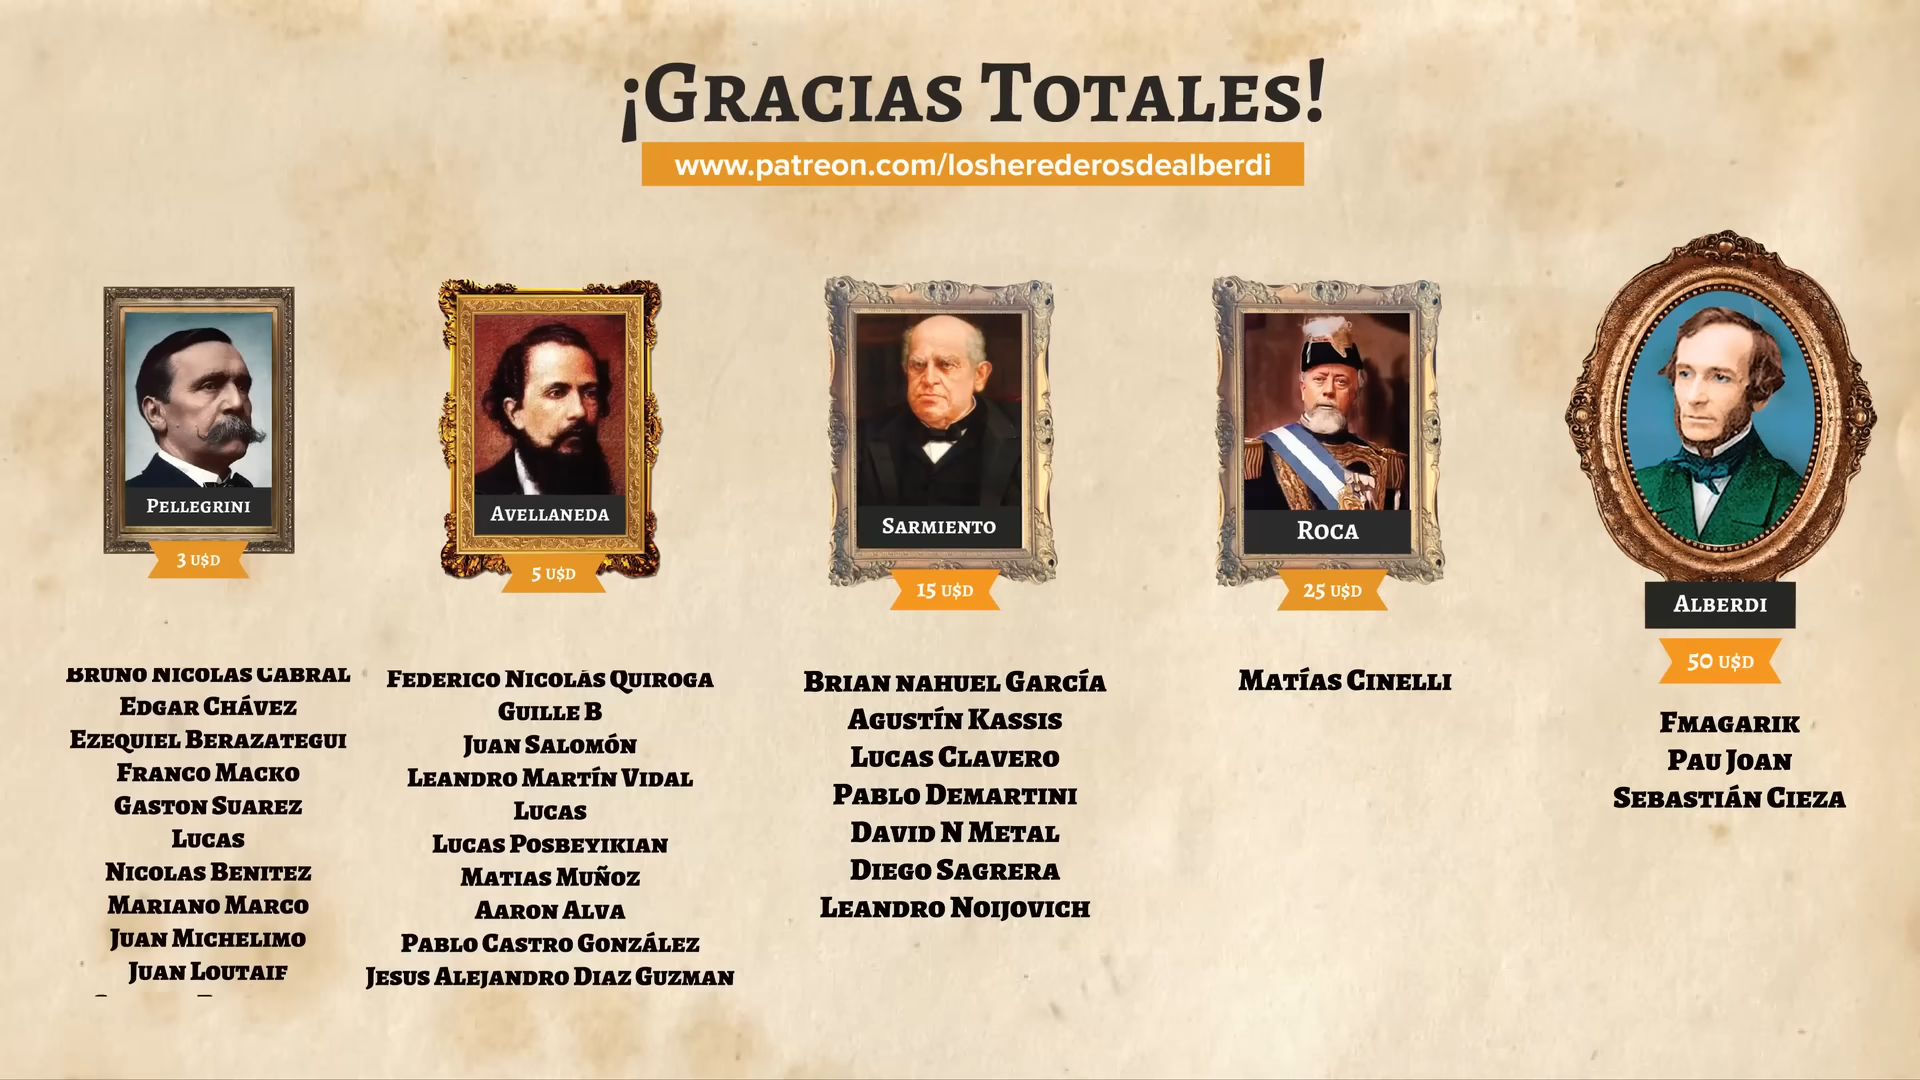 ¡Gracias Totales!
www.patreon.com/losherederosdealberdi
Pellegrini
3 U$D
Bruno Nicolas Cabral
Edgar Chávez
Ezequiel Berazategui
Franco Macko
Gaston Suarez
Lucas
Nicolas Benitez
Mariano Marco
Juan Michelimo
Juan Loutaif
Avellaneda
5 U$D
Federico Nicolás Quiroga
Guille B
Juan Salomón
Leandro Martín Vidal
Lucas
Lucas Posbeyikian
Matias Muñoz
Aaron Alva
Pablo Castro González
Jesus Alejandro Diaz Guzman
Sarmiento
15 U$D
Brian nahuel García
Agustín Kassis
Lucas Clavero
Pablo Demartini
David N Metal
Diego Sagrera
Leandro Noijovich
Roca
25 U$D
Matías Cinelli
Alberdi
50 U$D
Fmagarik
Pau Joan
Sebastián Cieza